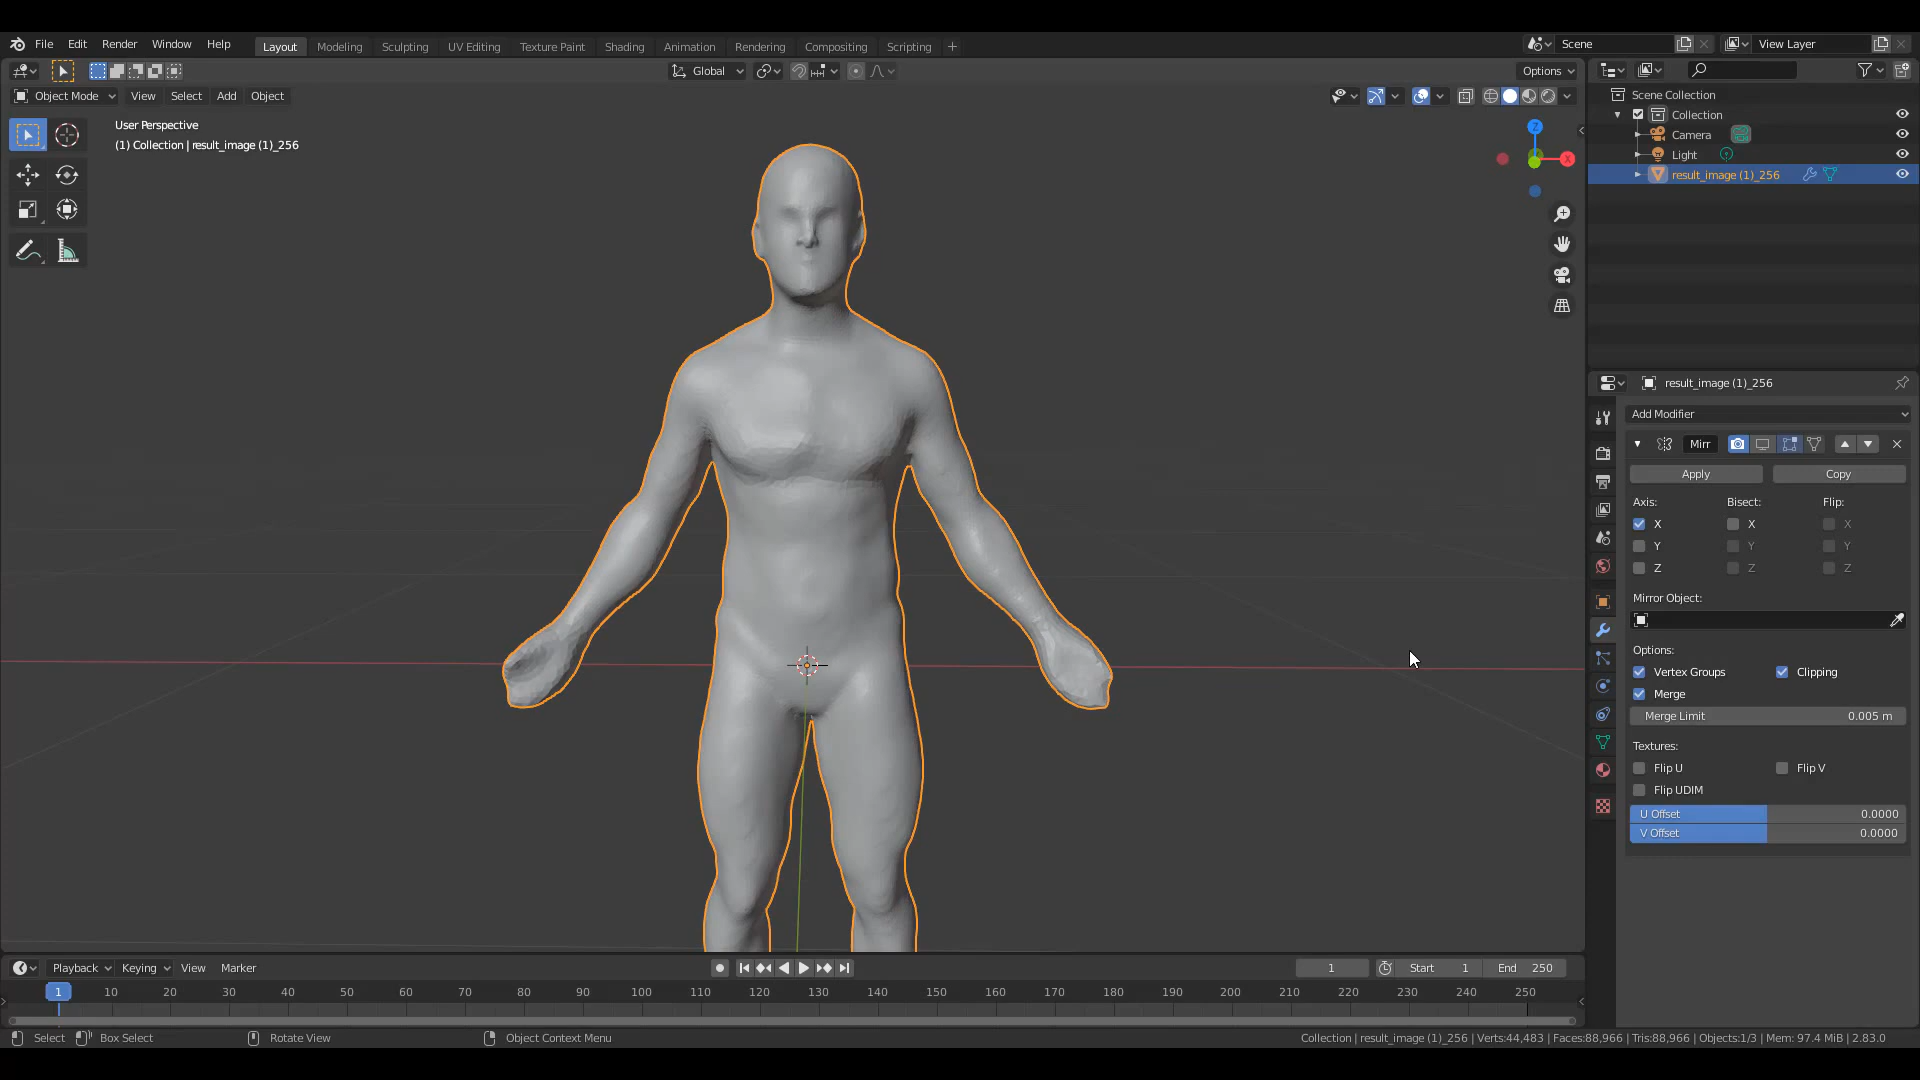 File Edit Render Window Help Layout Modeling Sculpting UV Editing Texture Paint Shading Animation Rendering Compositing Scripting + Scene View Layer
Global Options
Object Mode View Select Add Object
User Perspective
(1) Collection | result_image (1)_256
Z
X
Scene Collection
Collection
Camera
Light
result_image (1)_256
result_image (1)_256
Add Modifier
Mirr
Apply Copy
Axis: Bisect: Flip:
X X X
Y Y Y
Z Z Z
Mirror Object:
Options:
Vertex Groups Clipping
Merge
Merge Limit 0.005 m
Textures:
Flip U Flip V
Flip UDIM
U Offset 0.0000
V Offset 0.0000
Playback Keying View Marker 1 Start 1 End 250
1 10 20 30 40 50 60 70 80 90 100 110 120 130 140 150 160 170 180 190 200 210 220 230 240 250
Select Box Select Rotate View Object Context Menu Collection | result_image (1)_256 | Verts:44,483 | Faces:88,966 | Tris:88,966 | Objects:1/3 | Mem: 97.4 MiB | 2.83.0